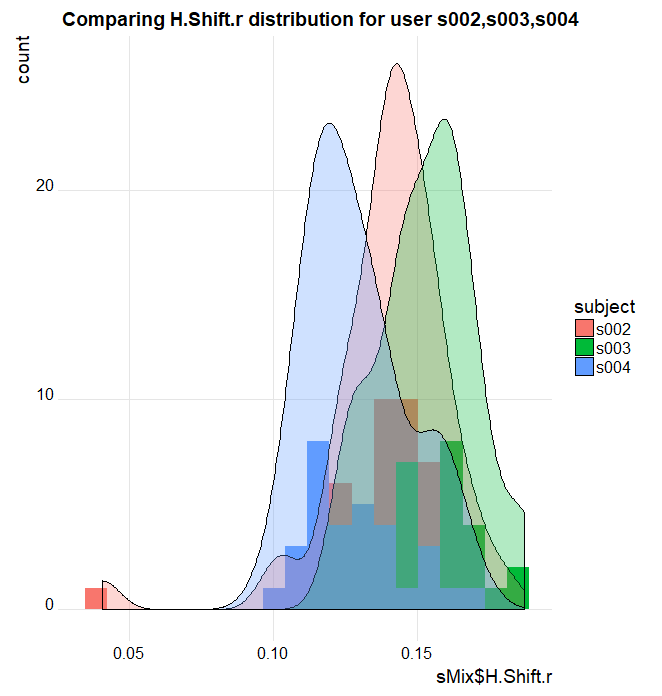 Comparing H.Shift.r distribution for user s002,s003,s004
count
20
10
0
0.05
0.10
0.15
sMix$H.Shift.r
subject
s002
s003
s004